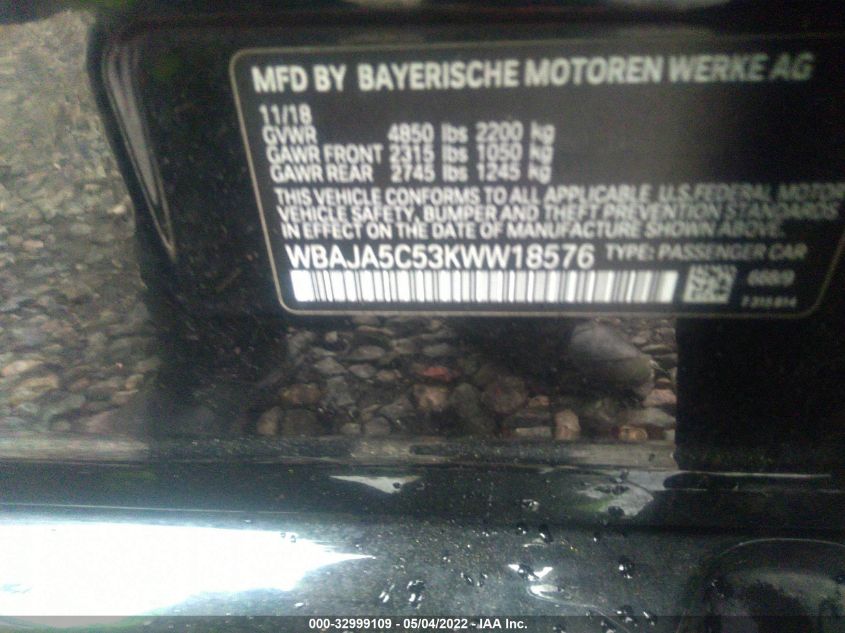 MFD BY BAYERISCHE MOTOREN WERKE AG
11/18
GVWR 4850 lbs 2200 kg
GAWR FRONT 2315 lbs 1050 kg
GAWR REAR 2745 lbs 1245 kg
THIS VEHICLE CONFORMS TO ALL APPLICABLE U.S.FEDERAL MOTOR
VEHICLE SAFETY, BUMPER AND THEFT PREVENTION STANDARDS
IN EFFECT ON THE DATE OF MANUFACTURE SHOWN ABOVE.
WBAJA5C53KWW18576 TYPE: PASSENGER CAR
000-32999109 - 05/04/2022 - IAA Inc.